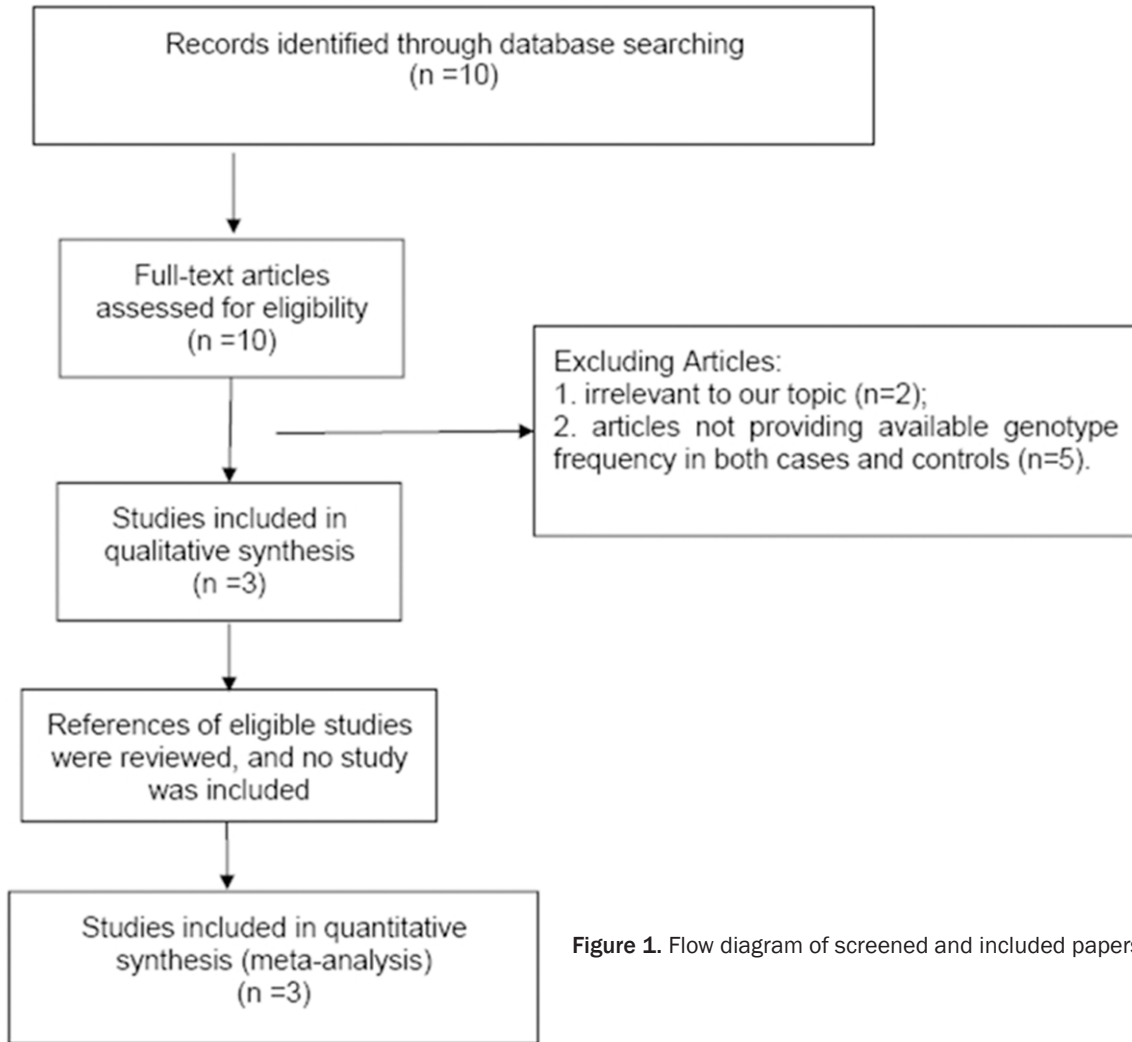 Records identified through database searching
(n =10)
Full-text articles
assessed for eligibility
(n =10)
Excluding Articles:
1. irrelevant to our topic (n=2);
2. articles not providing available genotype
frequency in both cases and controls (n=5).
Studies included in
qualitative synthesis
(n =3)
References of eligible studies
were reviewed, and no study
was included
Studies included in quantitative
synthesis (meta-analysis)
(n =3)
Figure 1. Flow diagram of screened and included papers